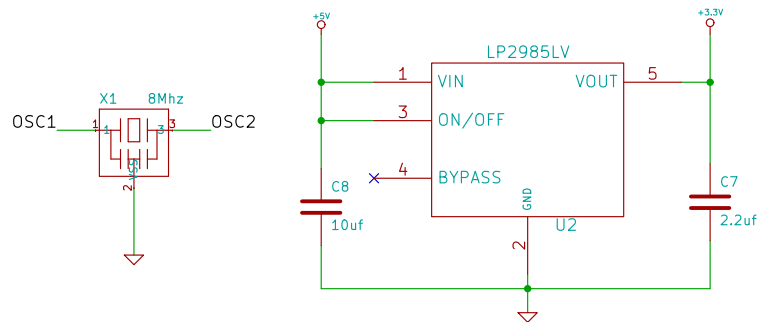 +5V
+3.3V
LP2985LV
1 VIN
VOUT 5
X1 8Mhz
OSC1 1 1 3 3 OSC2
3 ON/OFF
VSS
2
4 BYPASS
C8
10uf
GND
2
U2
C7
2.2uf